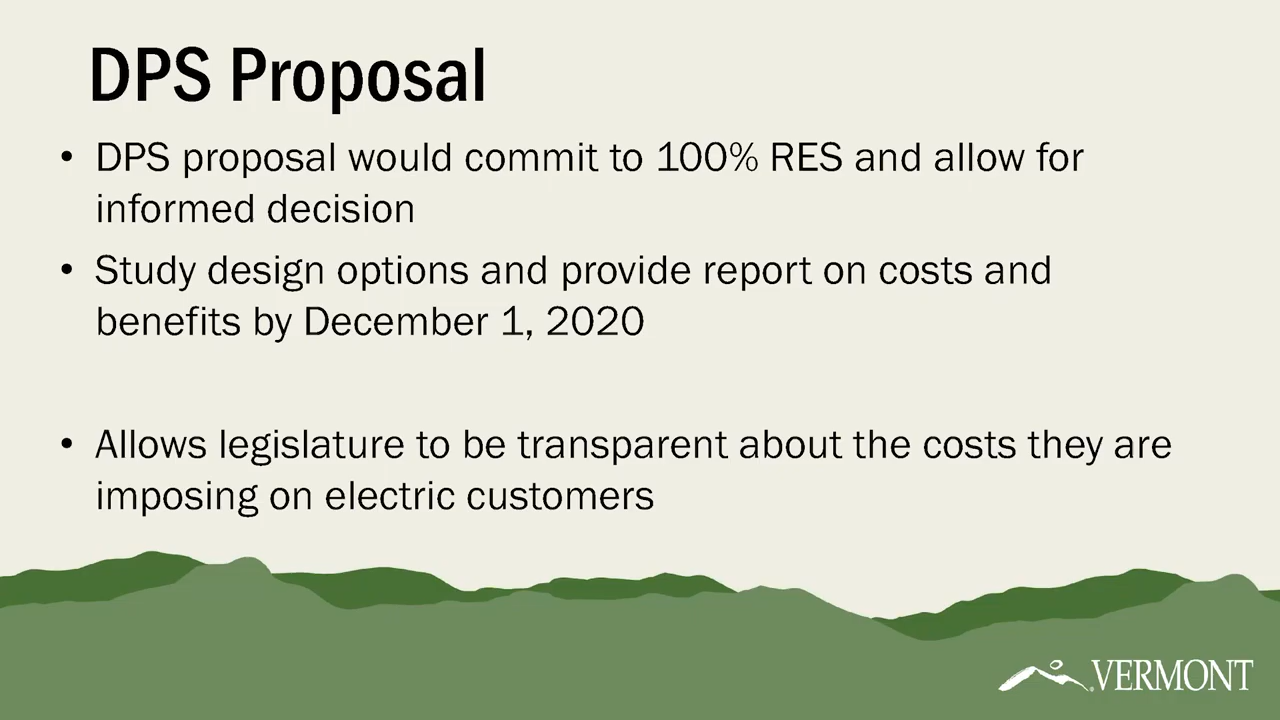 DPS Proposal
• DPS proposal would commit to 100% RES and allow for
informed decision
• Study design options and provide report on costs and
benefits by December 1, 2020
• Allows legislature to be transparent about the costs they are
imposing on electric customers
VERMONT